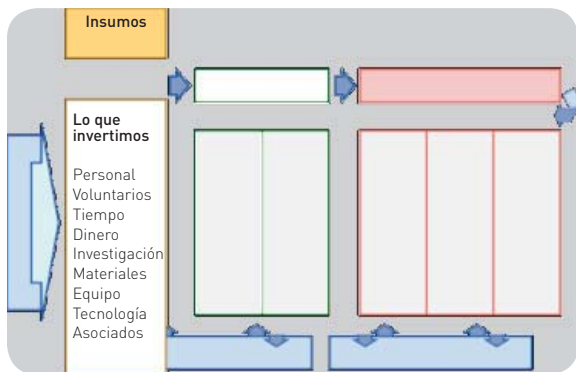 Insumos
Lo que
invertimos
Personal
Voluntarios
Tiempo
Dinero
Investigación
Materiales
Equipo
Tecnología
Asociados